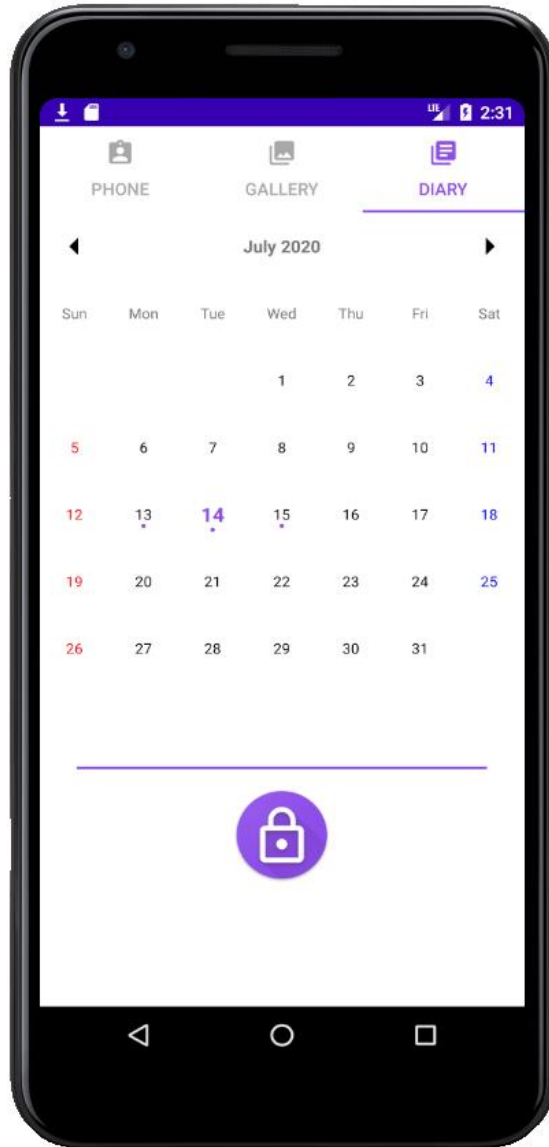 LTE 2:31
PHONE GALLERY DIARY
July 2020
Sun Mon Tue Wed Thu Fri Sat
1 2 3 4
5 6 7 8 9 10 11
12 13 14 15 16 17 18
19 20 21 22 23 24 25
26 27 28 29 30 31